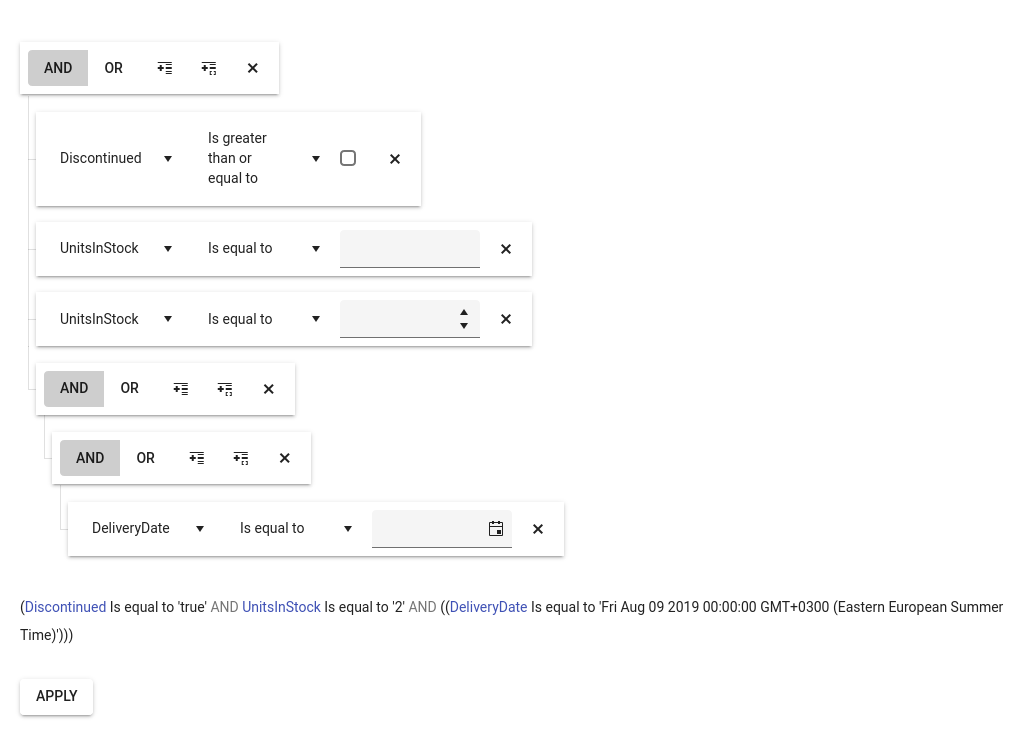 AND OR
Discontinued Is greater
than or
equal to
UnitsInStock Is equal to
UnitsInStock Is equal to
AND OR
AND OR
DeliveryDate Is equal to
(Discontinued Is equal to 'true' AND UnitsInStock Is equal to '2' AND ((DeliveryDate Is equal to 'Fri Aug 09 2019 00:00:00 GMT+0300 (Eastern European Summer
Time)')))
APPLY